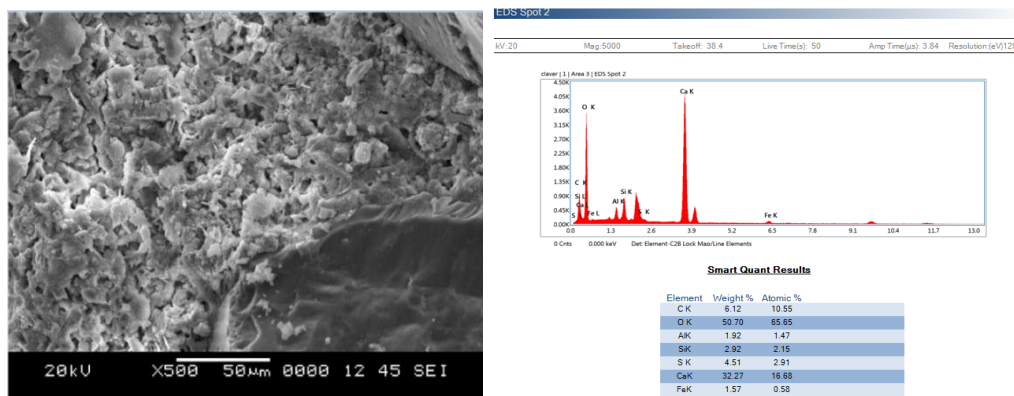 20kU X500 50µm 0000 12 45 SEI
EDS Spot 2
kV:20 Mag:5000 Takeoff: 38.4 Live Time(s): 50 Amp Time(µs): 3.84 Resolution:(eV)128
claver | 1 | Area 3 | EDS Spot 2
4.50K
4.05K
3.60K
3.15K
2.70K
2.25K
1.80K
1.35K
0.90K
0.45K
0.00K
Ca K
O K
C K
Si L
Ca L
S
Fe L
Al K
Si K
S K
Fe K
0.0 1.3 2.6 3.9 5.2 6.5 7.8 9.1 10.4 11.7 13.0
0 Cnts 0.000 keV Det: Element-C2B Lock Map/Line Elements
Smart Quant Results
Element Weight % Atomic %
C K 6.12 10.55
O K 50.70 65.65
AlK 1.92 1.47
SiK 2.92 2.15
S K 4.51 2.91
CaK 32.27 16.68
FeK 1.57 0.58